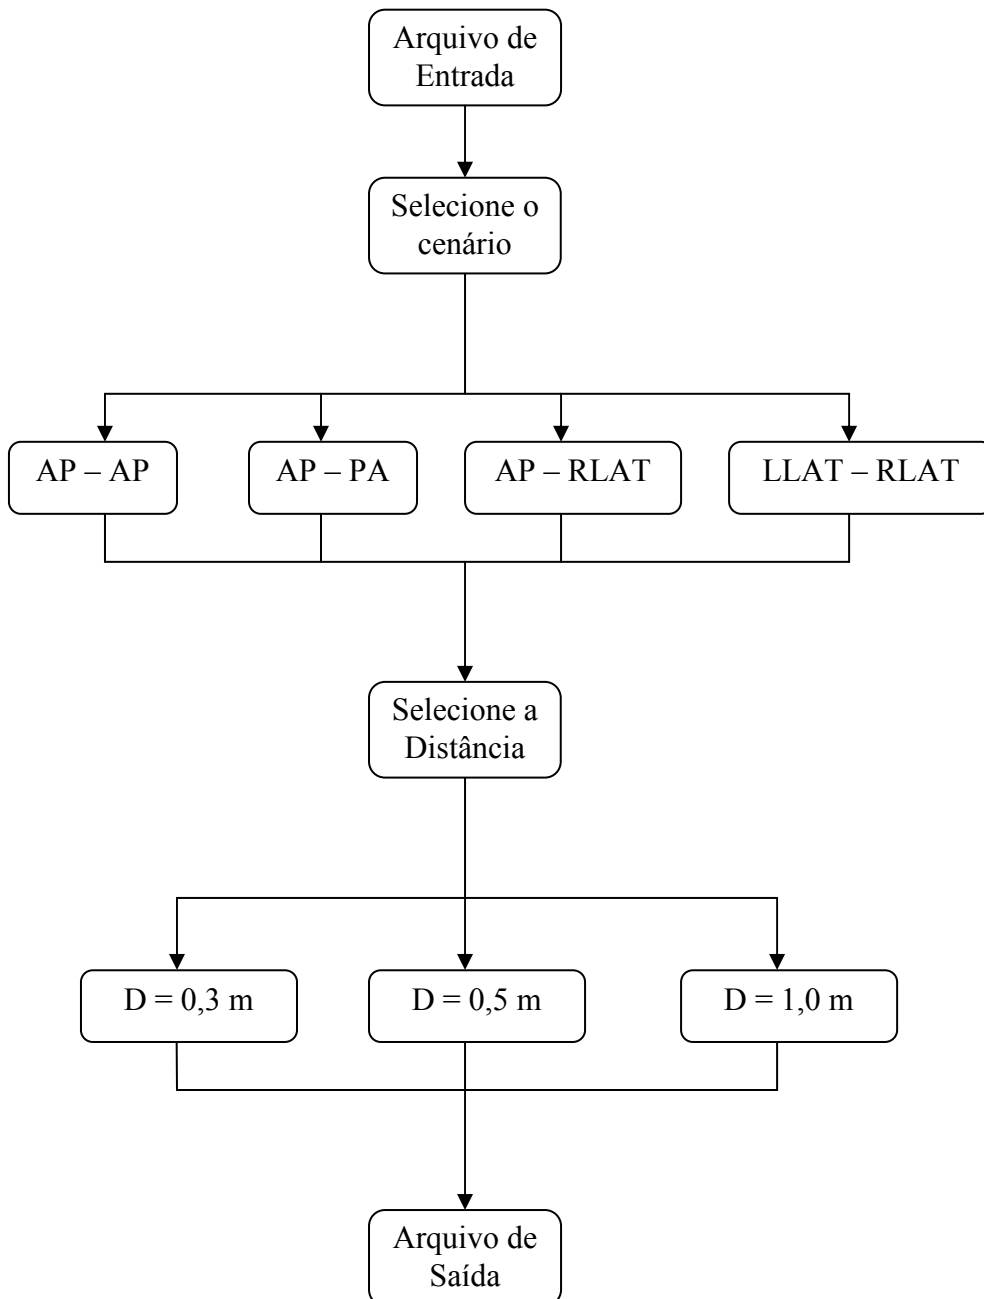 Arquivo de
Entrada
Selecione o
cenário
AP – AP
AP – PA
AP – RLAT
LLAT – RLAT
Selecione a
Distância
D = 0,3 m
D = 0,5 m
D = 1,0 m
Arquivo de
Saída